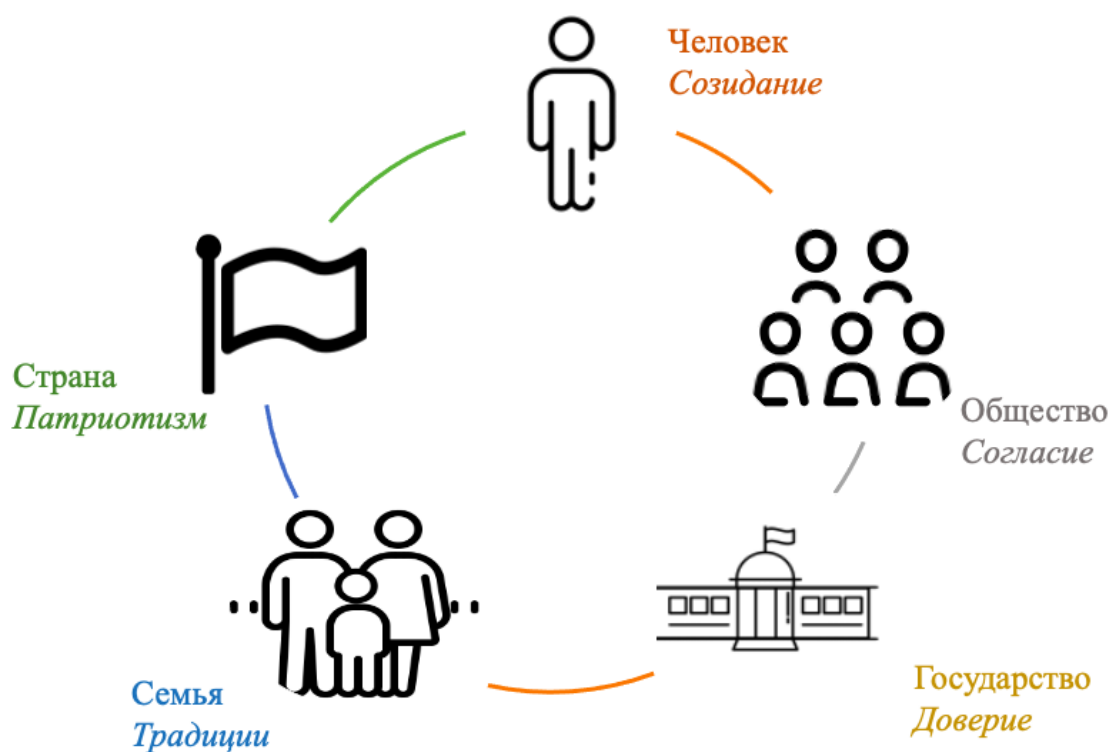 Человек
Созидание
Страна
Патриотизм
Общество
Согласие
Семья
Традиции
Государство
Доверие